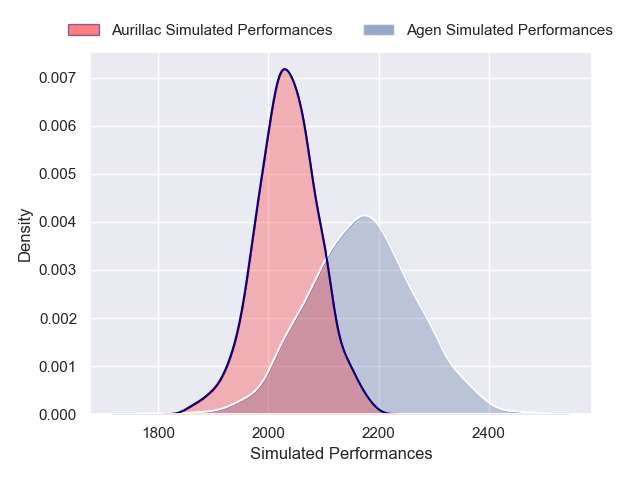 Aurillac Simulated Performances Agen Simulated Performances
0.007
0.006
0.005
0.004
0.003
0.002
0.001
0.000
Density
1800 2000 2200 2400
Simulated Performances